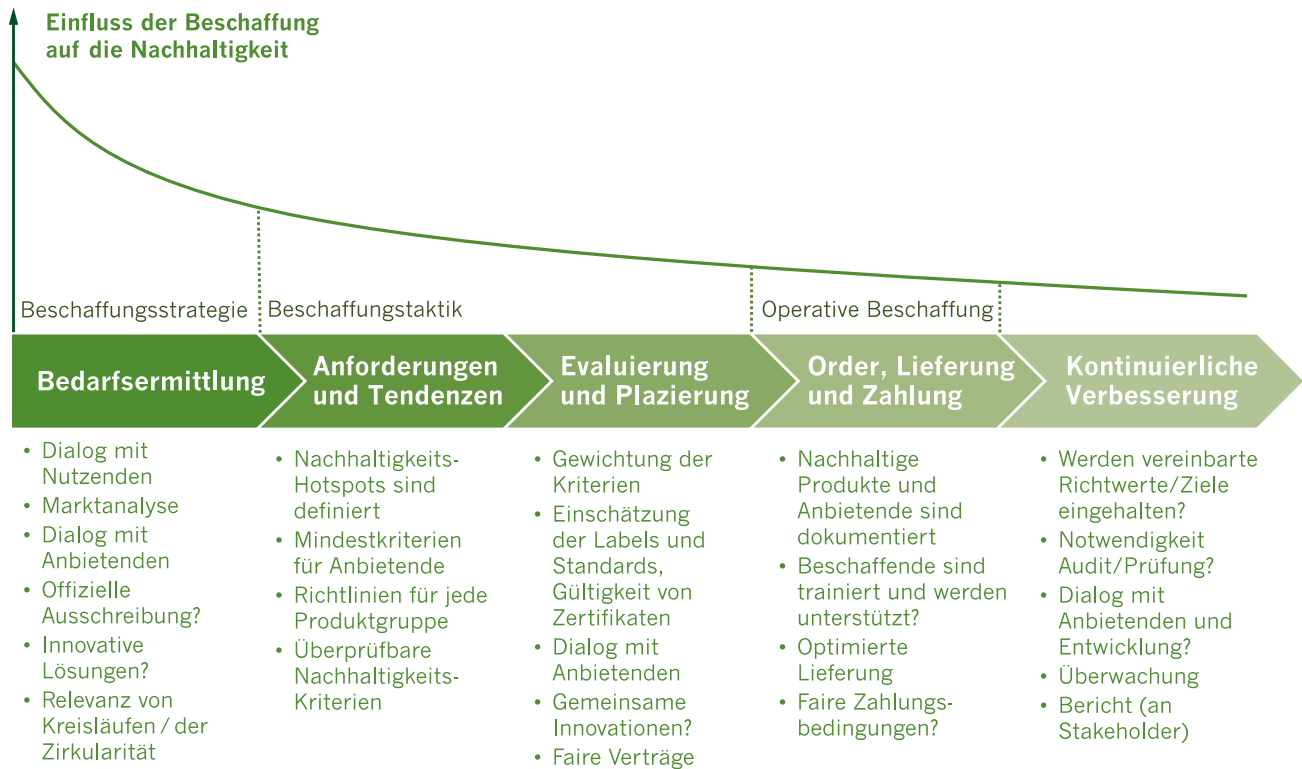 Einfluss der Beschaffung
auf die Nachhaltigkeit
Beschaffungsstrategie
Beschaffungstaktik
Operative Beschaffung
Bedarfsermittlung
Anforderungen
und Tendenzen
Evaluierung
und Plazierung
Order, Lieferung
und Zahlung
Kontinuierliche
Verbesserung
• Dialog mit
Nutzenden
• Marktanalyse
• Dialog mit
Anbietenden
• Offizielle
Ausschreibung?
• Innovative
Lösungen?
• Relevanz von
Kreisläufen / der
Zirkularität
• Nachhaltigkeits-
Hotspots sind
definiert
• Mindestkriterien
für Anbietende
• Richtlinien für jede
Produktgruppe
• Überprüfbare
Nachhaltigkeits-
Kriterien
• Gewichtung der
Kriterien
• Einschätzung
der Labels und
Standards,
Gültigkeit von
Zertifikaten
• Dialog mit
Anbietenden
• Gemeinsame
Innovationen?
• Faire Verträge
• Nachhaltige
Produkte und
Anbietende sind
dokumentiert
• Beschaffende sind
trainiert und werden
unterstützt?
• Optimierte
Lieferung
• Faire Zahlungs-
bedingungen?
• Werden vereinbarte
Richtwerte/Ziele
eingehalten?
• Notwendigkeit
Audit/Prüfung?
• Dialog mit
Anbietenden und
Entwicklung?
• Überwachung
• Bericht (an
Stakeholder)